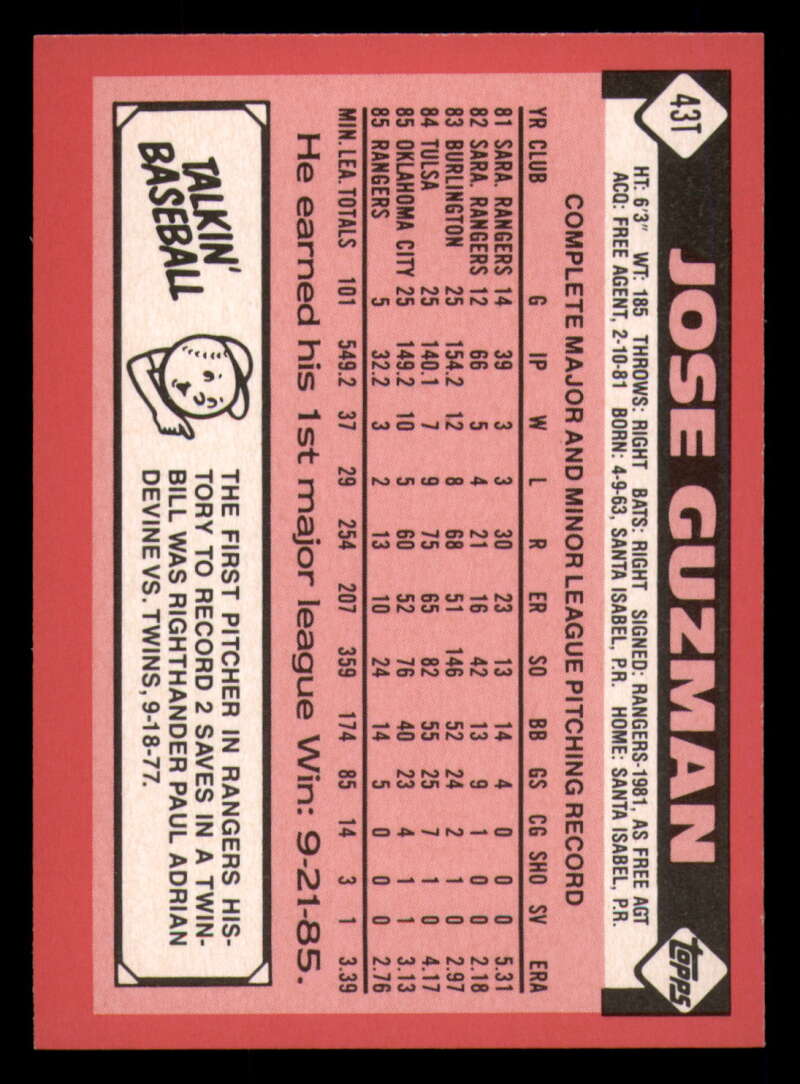 43T
JOSE GUZMAN
topps
HT: 6'3" WT: 185 THROWS: RIGHT BATS: RIGHT SIGNED: RANGERS-1981, AS FREE AGT
ACQ: FREE AGENT, 2-10-81 BORN: 4-9-63, SANTA ISABEL, P.R. HOME: SANTA ISABEL, P.R.
COMPLETE MAJOR AND MINOR LEAGUE PITCHING RECORD
YR CLUB G IP W L R ER SO BB GS CG SHO SV ERA
81 SARA. RANGERS 14 39 3 3 30 23 13 14 4 0 0 0 5.31
82 SARA. RANGERS 12 66 5 4 21 16 42 13 9 1 0 0 2.18
83 BURLINGTON 25 154.2 12 8 68 51 146 52 24 2 1 0 2.97
84 TULSA 25 140.1 7 9 75 65 82 55 25 7 1 0 4.17
85 OKLAHOMA CITY 25 149.2 10 5 60 52 76 40 23 4 1 1 3.13
85 RANGERS 5 32.2 3 2 13 10 24 14 5 0 0 0 2.76
MIN. LEA. TOTALS 101 549.2 37 29 254 207 359 174 85 14 3 1 3.39
He earned his 1st major league Win: 9-21-85.
TALKIN'
BASEBALL
THE FIRST PITCHER IN RANGERS HIS-
TORY TO RECORD 2 SAVES IN A TWIN-
BILL WAS RIGHTHANDER PAUL ADRIAN
DEVINE VS. TWINS, 9-18-77.